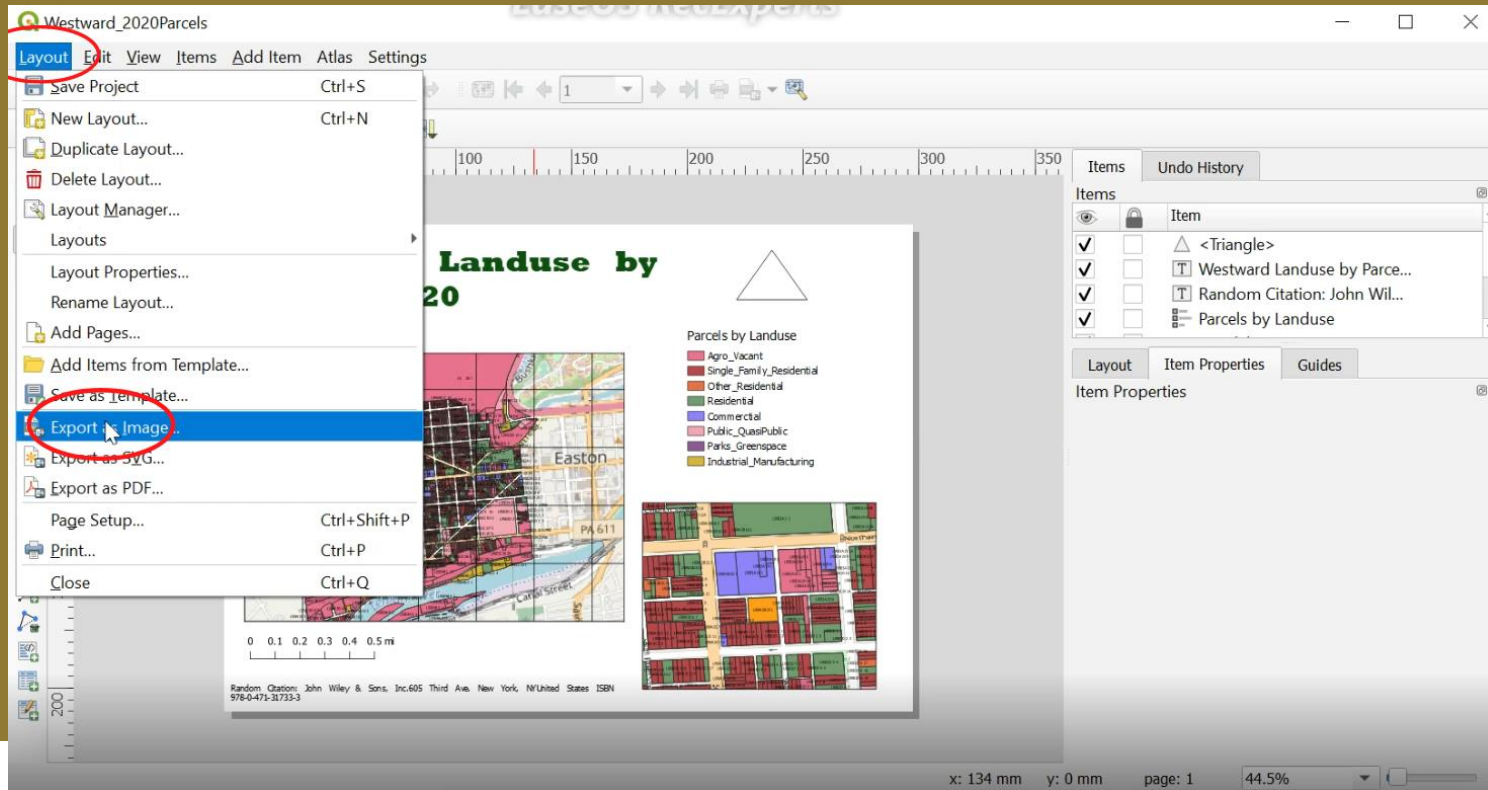 EaseUS RecExperts
Westward_2020Parcels
Layout Edit View Items Add Item Atlas Settings
Save Project Ctrl+S
New Layout... Ctrl+N
Duplicate Layout...
Delete Layout...
Layout Manager...
Layouts
Layout Properties...
Rename Layout...
Add Pages...
Add Items from Template...
Save as Template...
Export as Image...
Export as SVG...
Export as PDF...
Page Setup... Ctrl+Shift+P
Print... Ctrl+P
Close Ctrl+Q
1
100 150 200 250 300 350
200
Landuse by
20
Parcels by Landuse
Agro_Vacant
Single_Family_Residential
Other_Residential
Residential
Commerctial
Public_QuasiPublic
Parks_Greenspace
Industrial_Manufacturing
Easton
PA 611
Canal Street
0 0.1 0.2 0.3 0.4 0.5 mi
Random Citation: John Wiley & Sons, Inc.605 Third Ave. New York, NYUnited States ISBN
978-0-471-31733-3
Items Undo History
Items
Item
<Triangle>
Westward Landuse by Parce...
Random Citation: John Wil...
Parcels by Landuse
Layout Item Properties Guides
Item Properties
x: 134 mm y: 0 mm page: 1 44.5%